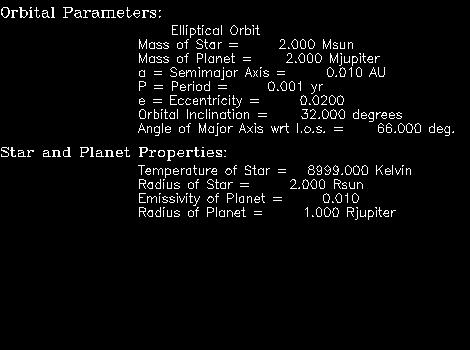 Orbital Parameters:
Elliptical Orbit
Mass of Star = 2.000 Msun
Mass of Planet = 2.000 Mjupiter
a = Semimajor Axis = 0.010 AU
P = Period = 0.001 yr
e = Eccentricity = 0.0200
Orbital Inclination = 32.000 degrees
Angle of Major Axis wrt l.o.s. = 66.000 deg.
Star and Planet Properties:
Temperature of Star = 8999.000 Kelvin
Radius of Star = 2.000 Rsun
Emissivity of Planet = 0.010
Radius of Planet = 1.000 Rjupiter